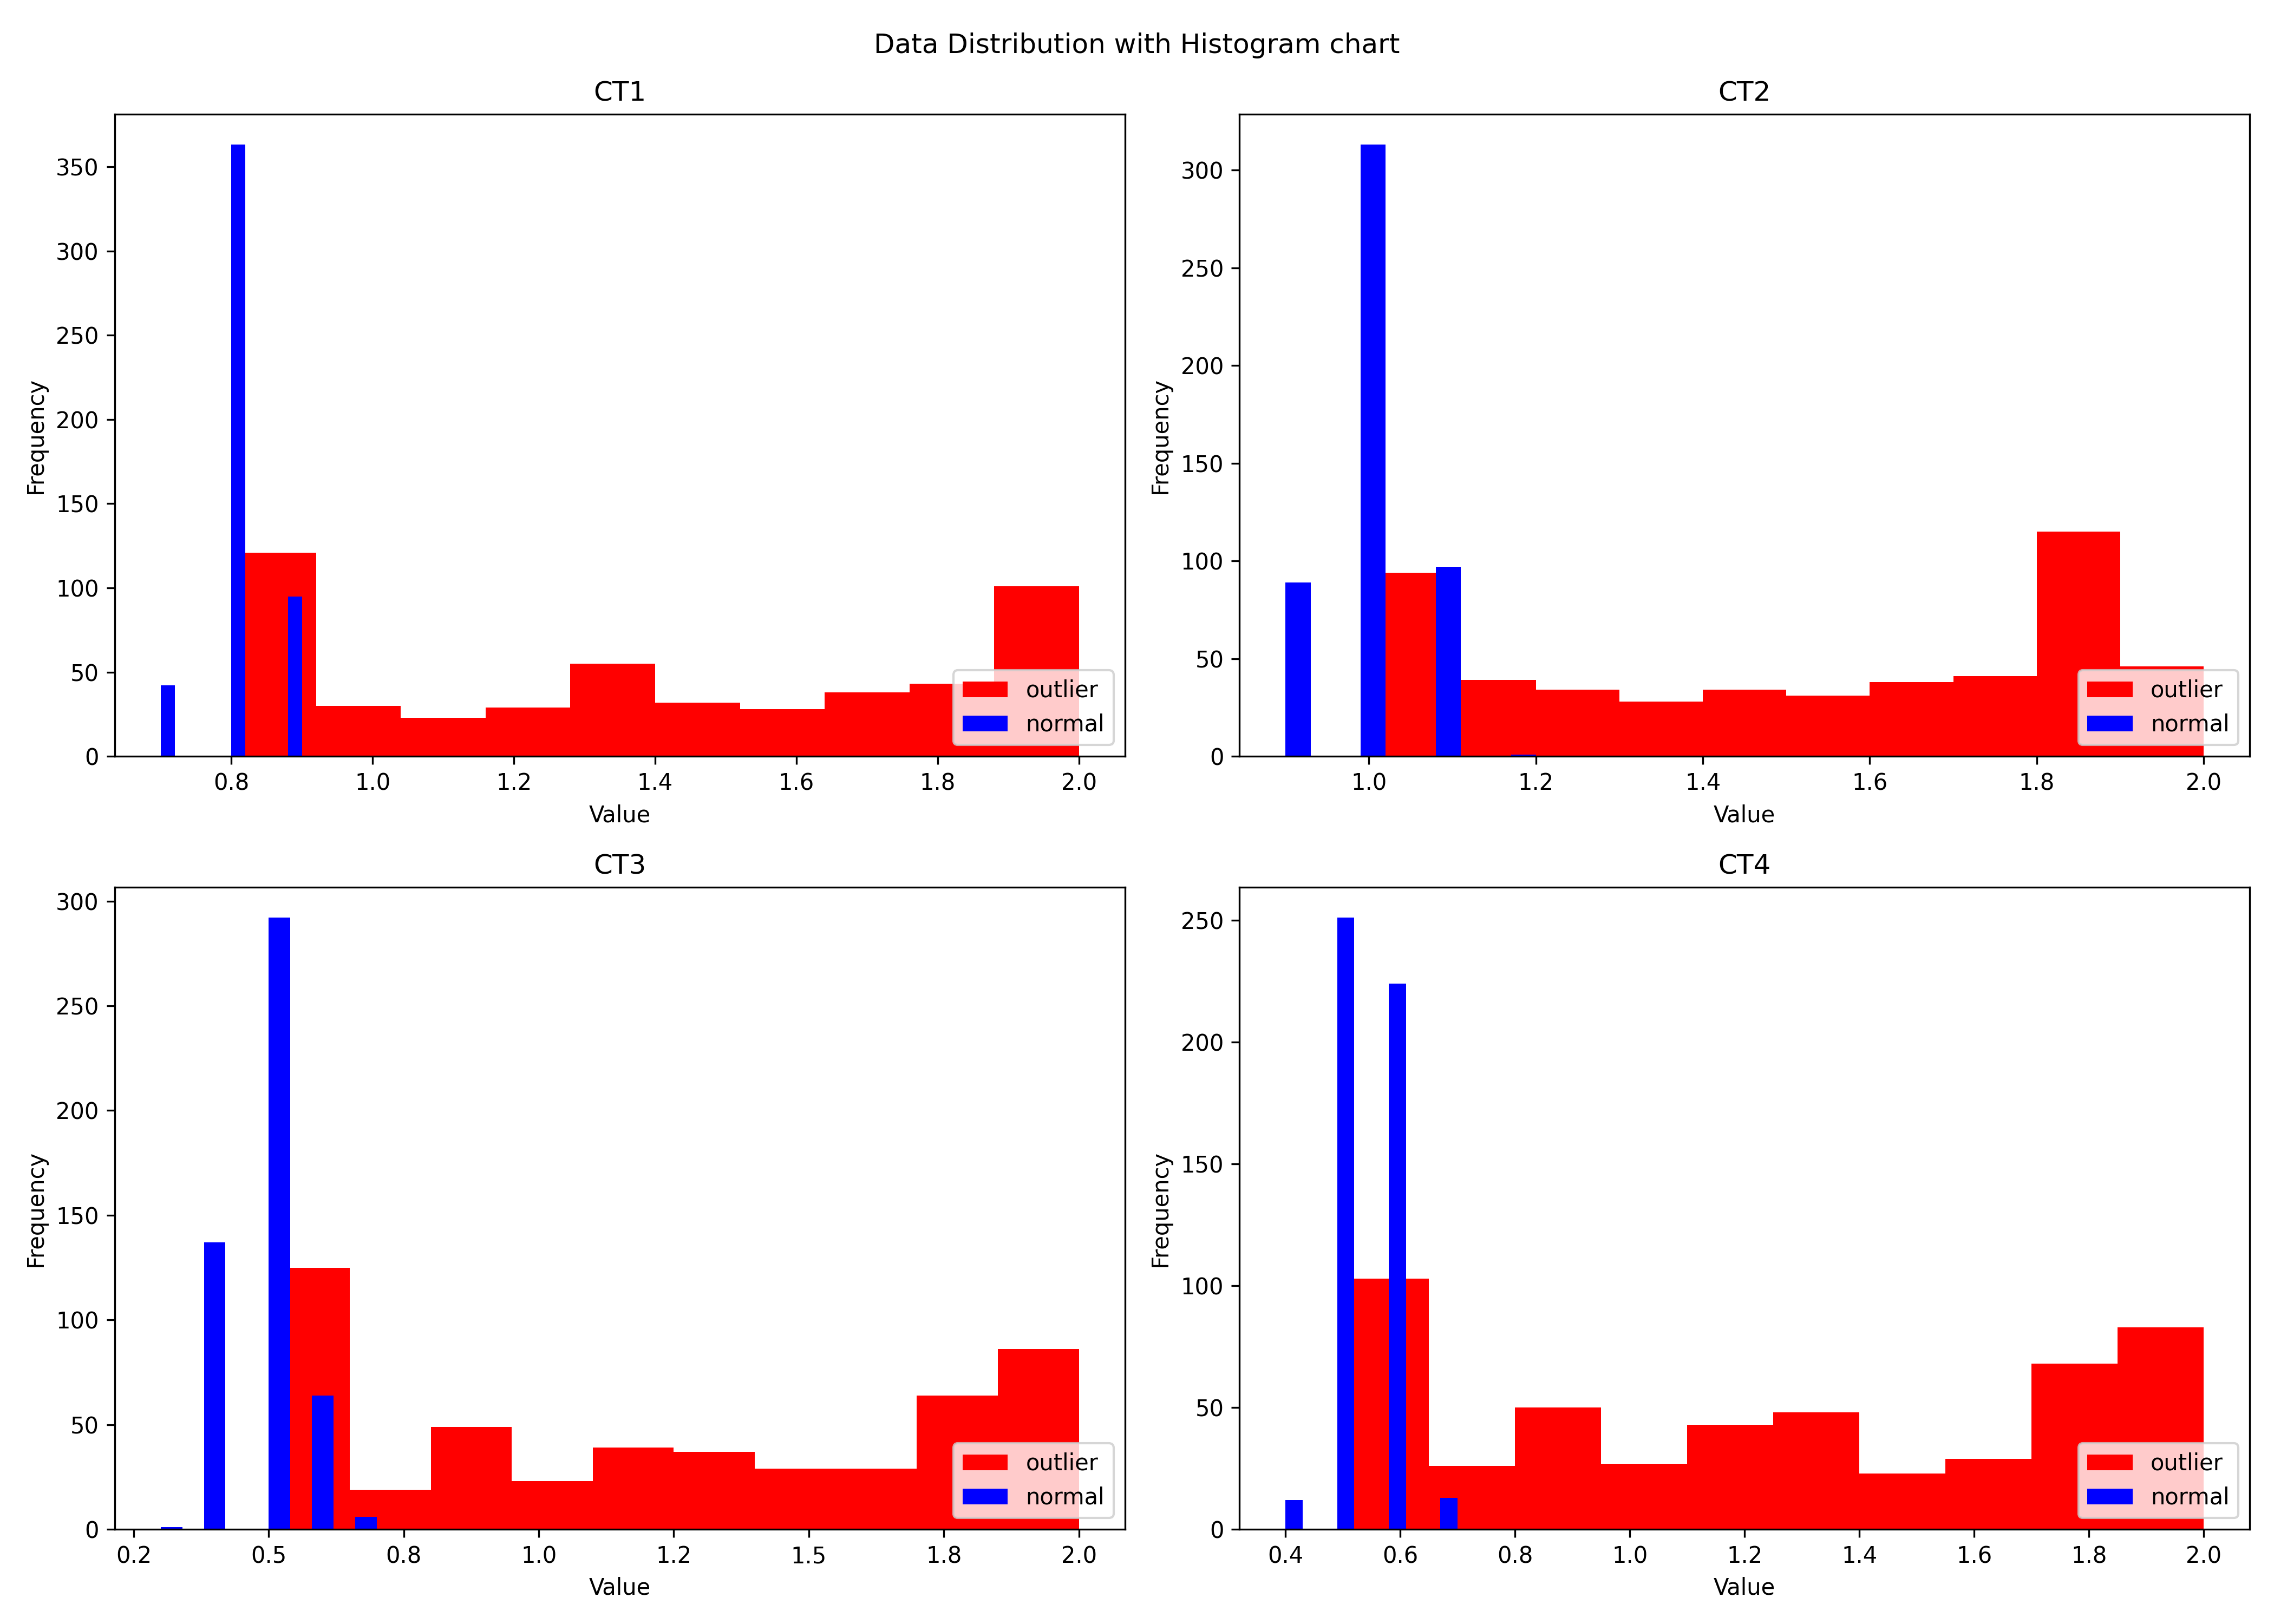 Data Distribution with Histogram chart
CT1
350
300
250
200
150
100
50
0
Frequency
0.8 1.0 1.2 1.4 1.6 1.8 2.0
Value
outlier
normal
CT2
300
250
200
150
100
50
0
Frequency
1.0 1.2 1.4 1.6 1.8 2.0
Value
outlier
normal
CT3
300
250
200
150
100
50
0
Frequency
0.2 0.5 0.8 1.0 1.2 1.5 1.8 2.0
Value
outlier
normal
CT4
250
200
150
100
50
0
Frequency
0.4 0.6 0.8 1.0 1.2 1.4 1.6 1.8 2.0
Value
outlier
normal